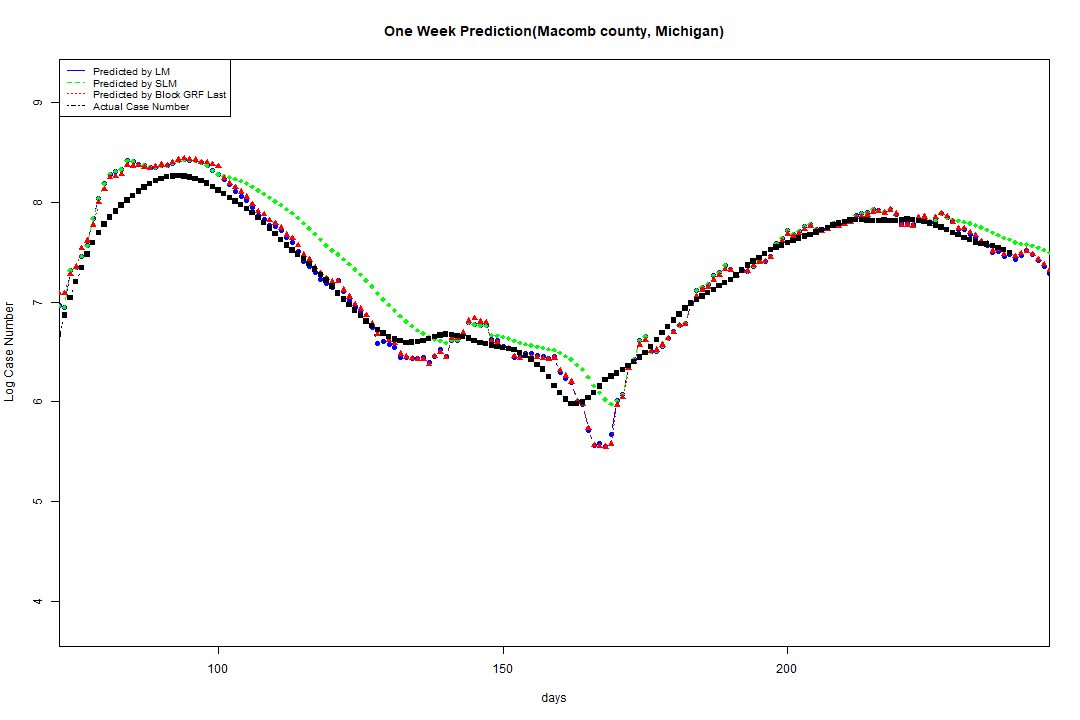 One Week Prediction(Macomb county, Michigan)
Predicted by LM
Predicted by SLM
Predicted by Block GRF Last
Actual Case Number
Log Case Number
9
8
7
6
5
4
100
150
200
days